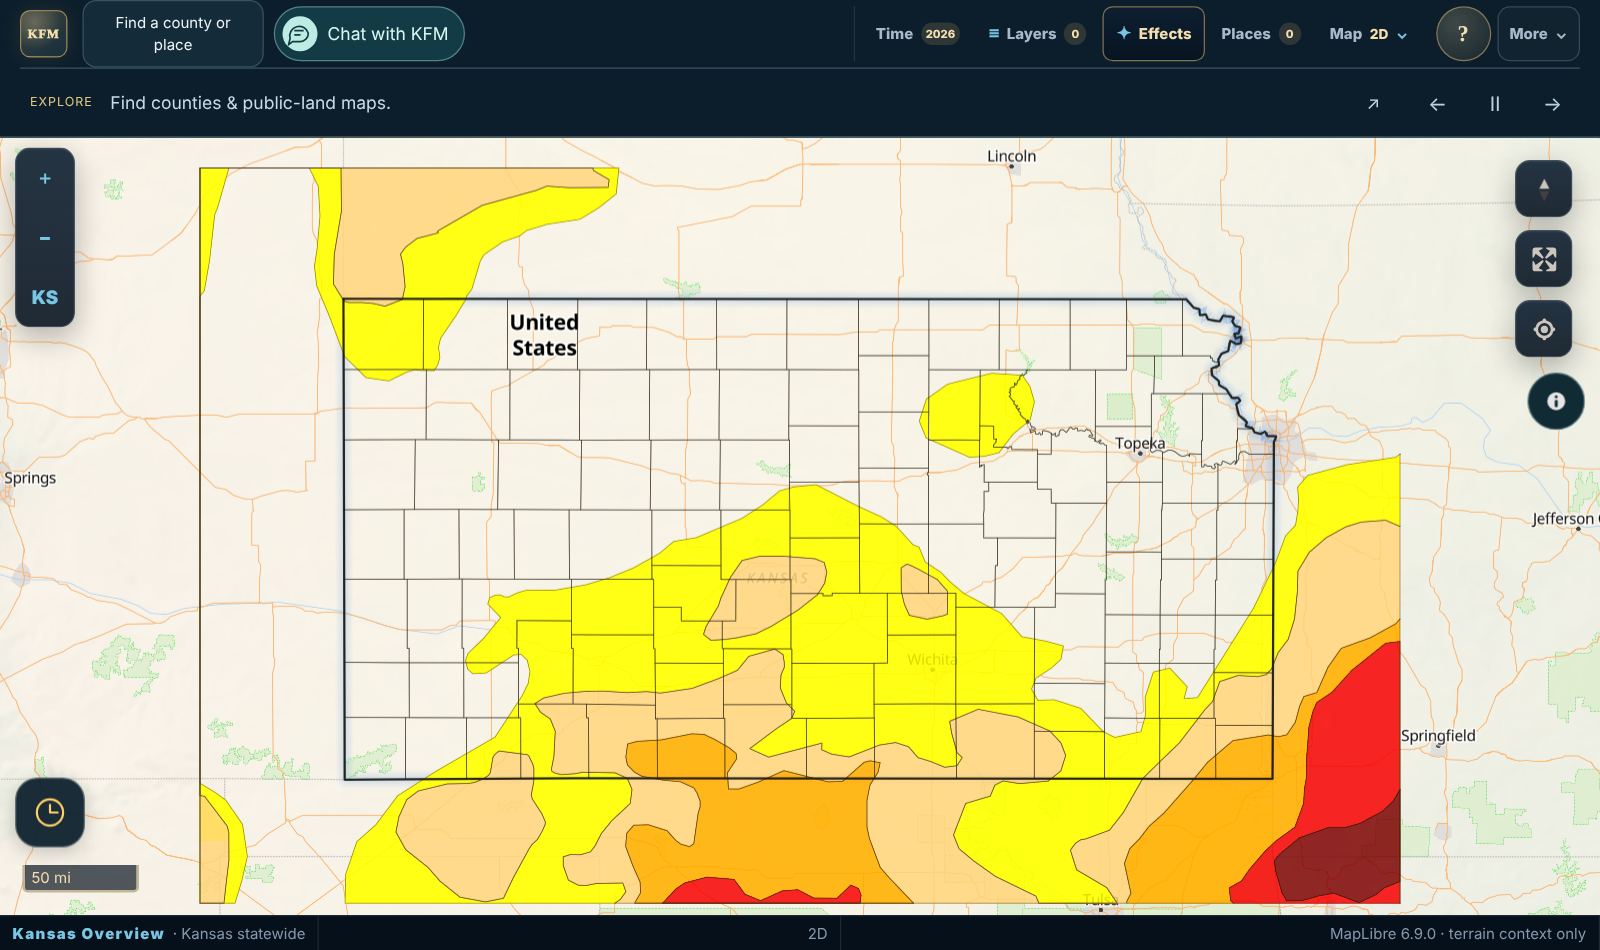 KFM
Find a county or
place
Chat with KFM
Time 2026
Layers 0
Effects
Places 0
Map 2D
?
More
EXPLORE Find counties & public-land maps.
+
−
KS
Lincoln
United
States
Topeka
Springs
Jefferson
KANSAS
Wichita
Springfield
Tulsa
50 mi
Kansas Overview · Kansas statewide
2D
MapLibre 6.9.0 · terrain context only